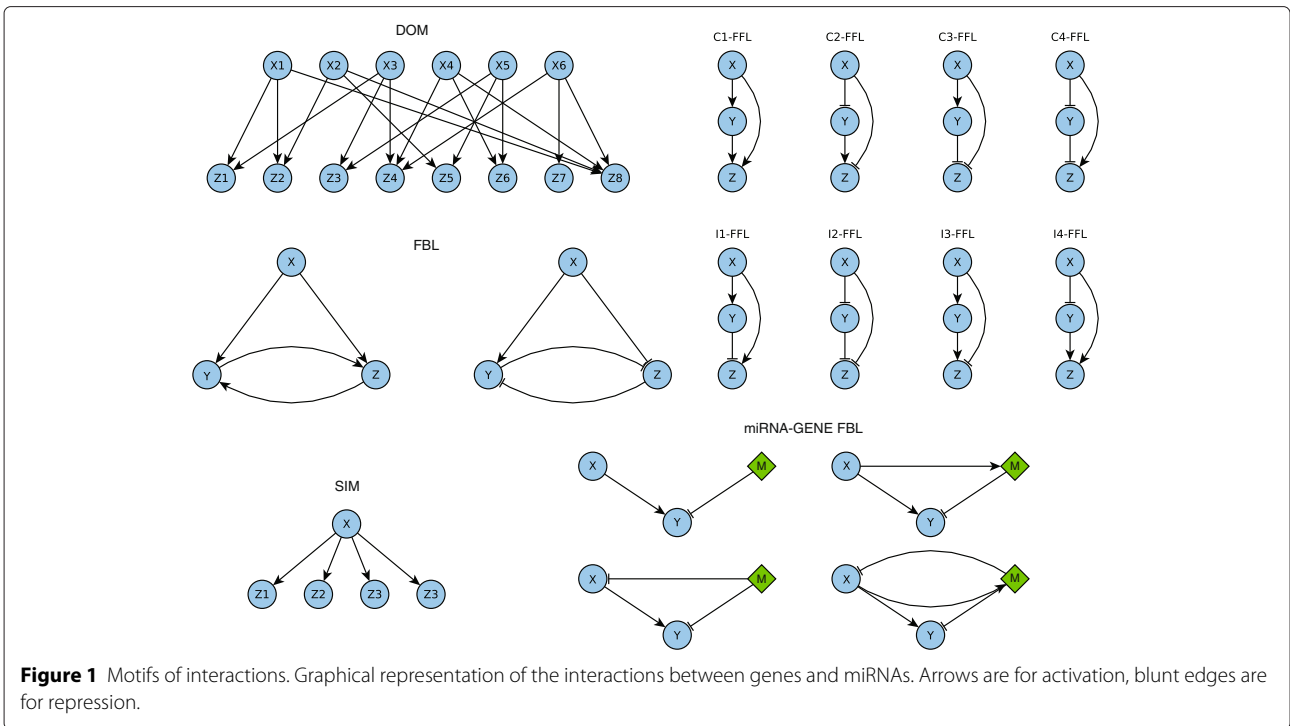 DOM
X1 X2 X3 X4 X5 X6
Z1 Z2 Z3 Z4 Z5 Z6 Z7 Z8
C1-FFL C2-FFL C3-FFL C4-FFL
X X X X
Y Y Y Y
Z Z Z Z
FBL
X X
Y Z Y Z
I1-FFL I2-FFL I3-FFL I4-FFL
X X X X
Y Y Y Y
Z Z Z Z
SIM
X
Z1 Z2 Z3 Z3
miRNA-GENE FBL
X M X M
Y Y
X M X M
Y Y
Figure 1 Motifs of interactions. Graphical representation of the interactions between genes and miRNAs. Arrows are for activation, blunt edges are
for repression.